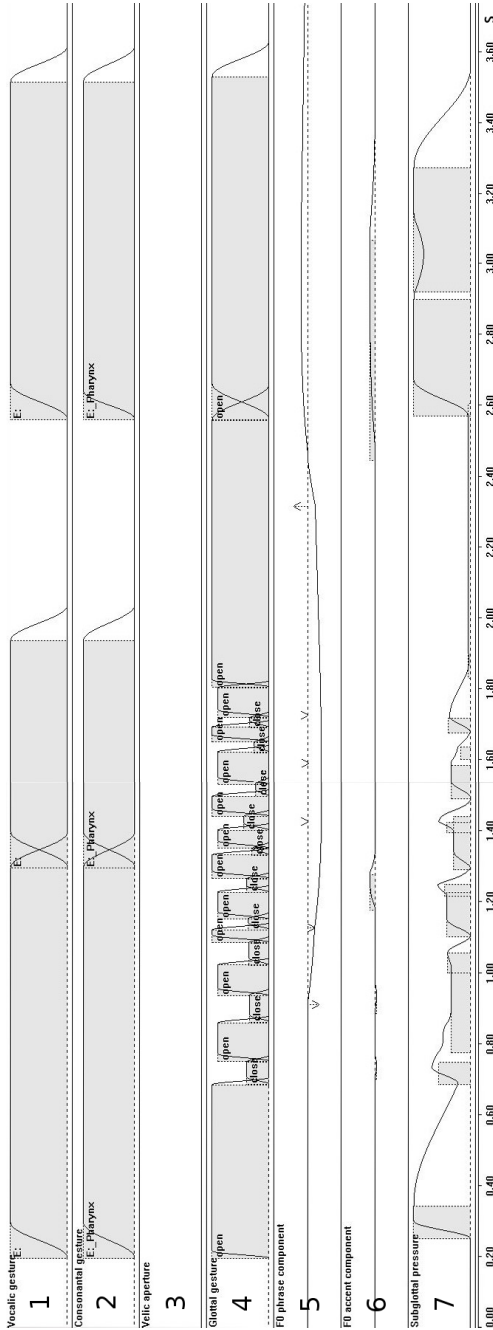 Vocalic gesture
1
E:
E:
E:
Consonantal gesture
2
E:_Pharynx
E:_Pharynx
E:_Pharynx
Velic aperture
3
Glottal gesture
4
open
close
open
close
open
close
open
close
open
close
open
close
open
close
open
close
open
close
open
close
open
open
open
open
F0 phrase component
5
F0 accent component
6
Subglottal pressure
7
0.00 0.20 0.40 0.60 0.80 1.00 1.20 1.40 1.60 1.80 2.00 2.20 2.40 2.60 2.80 3.00 3.20 3.40 3.60 s